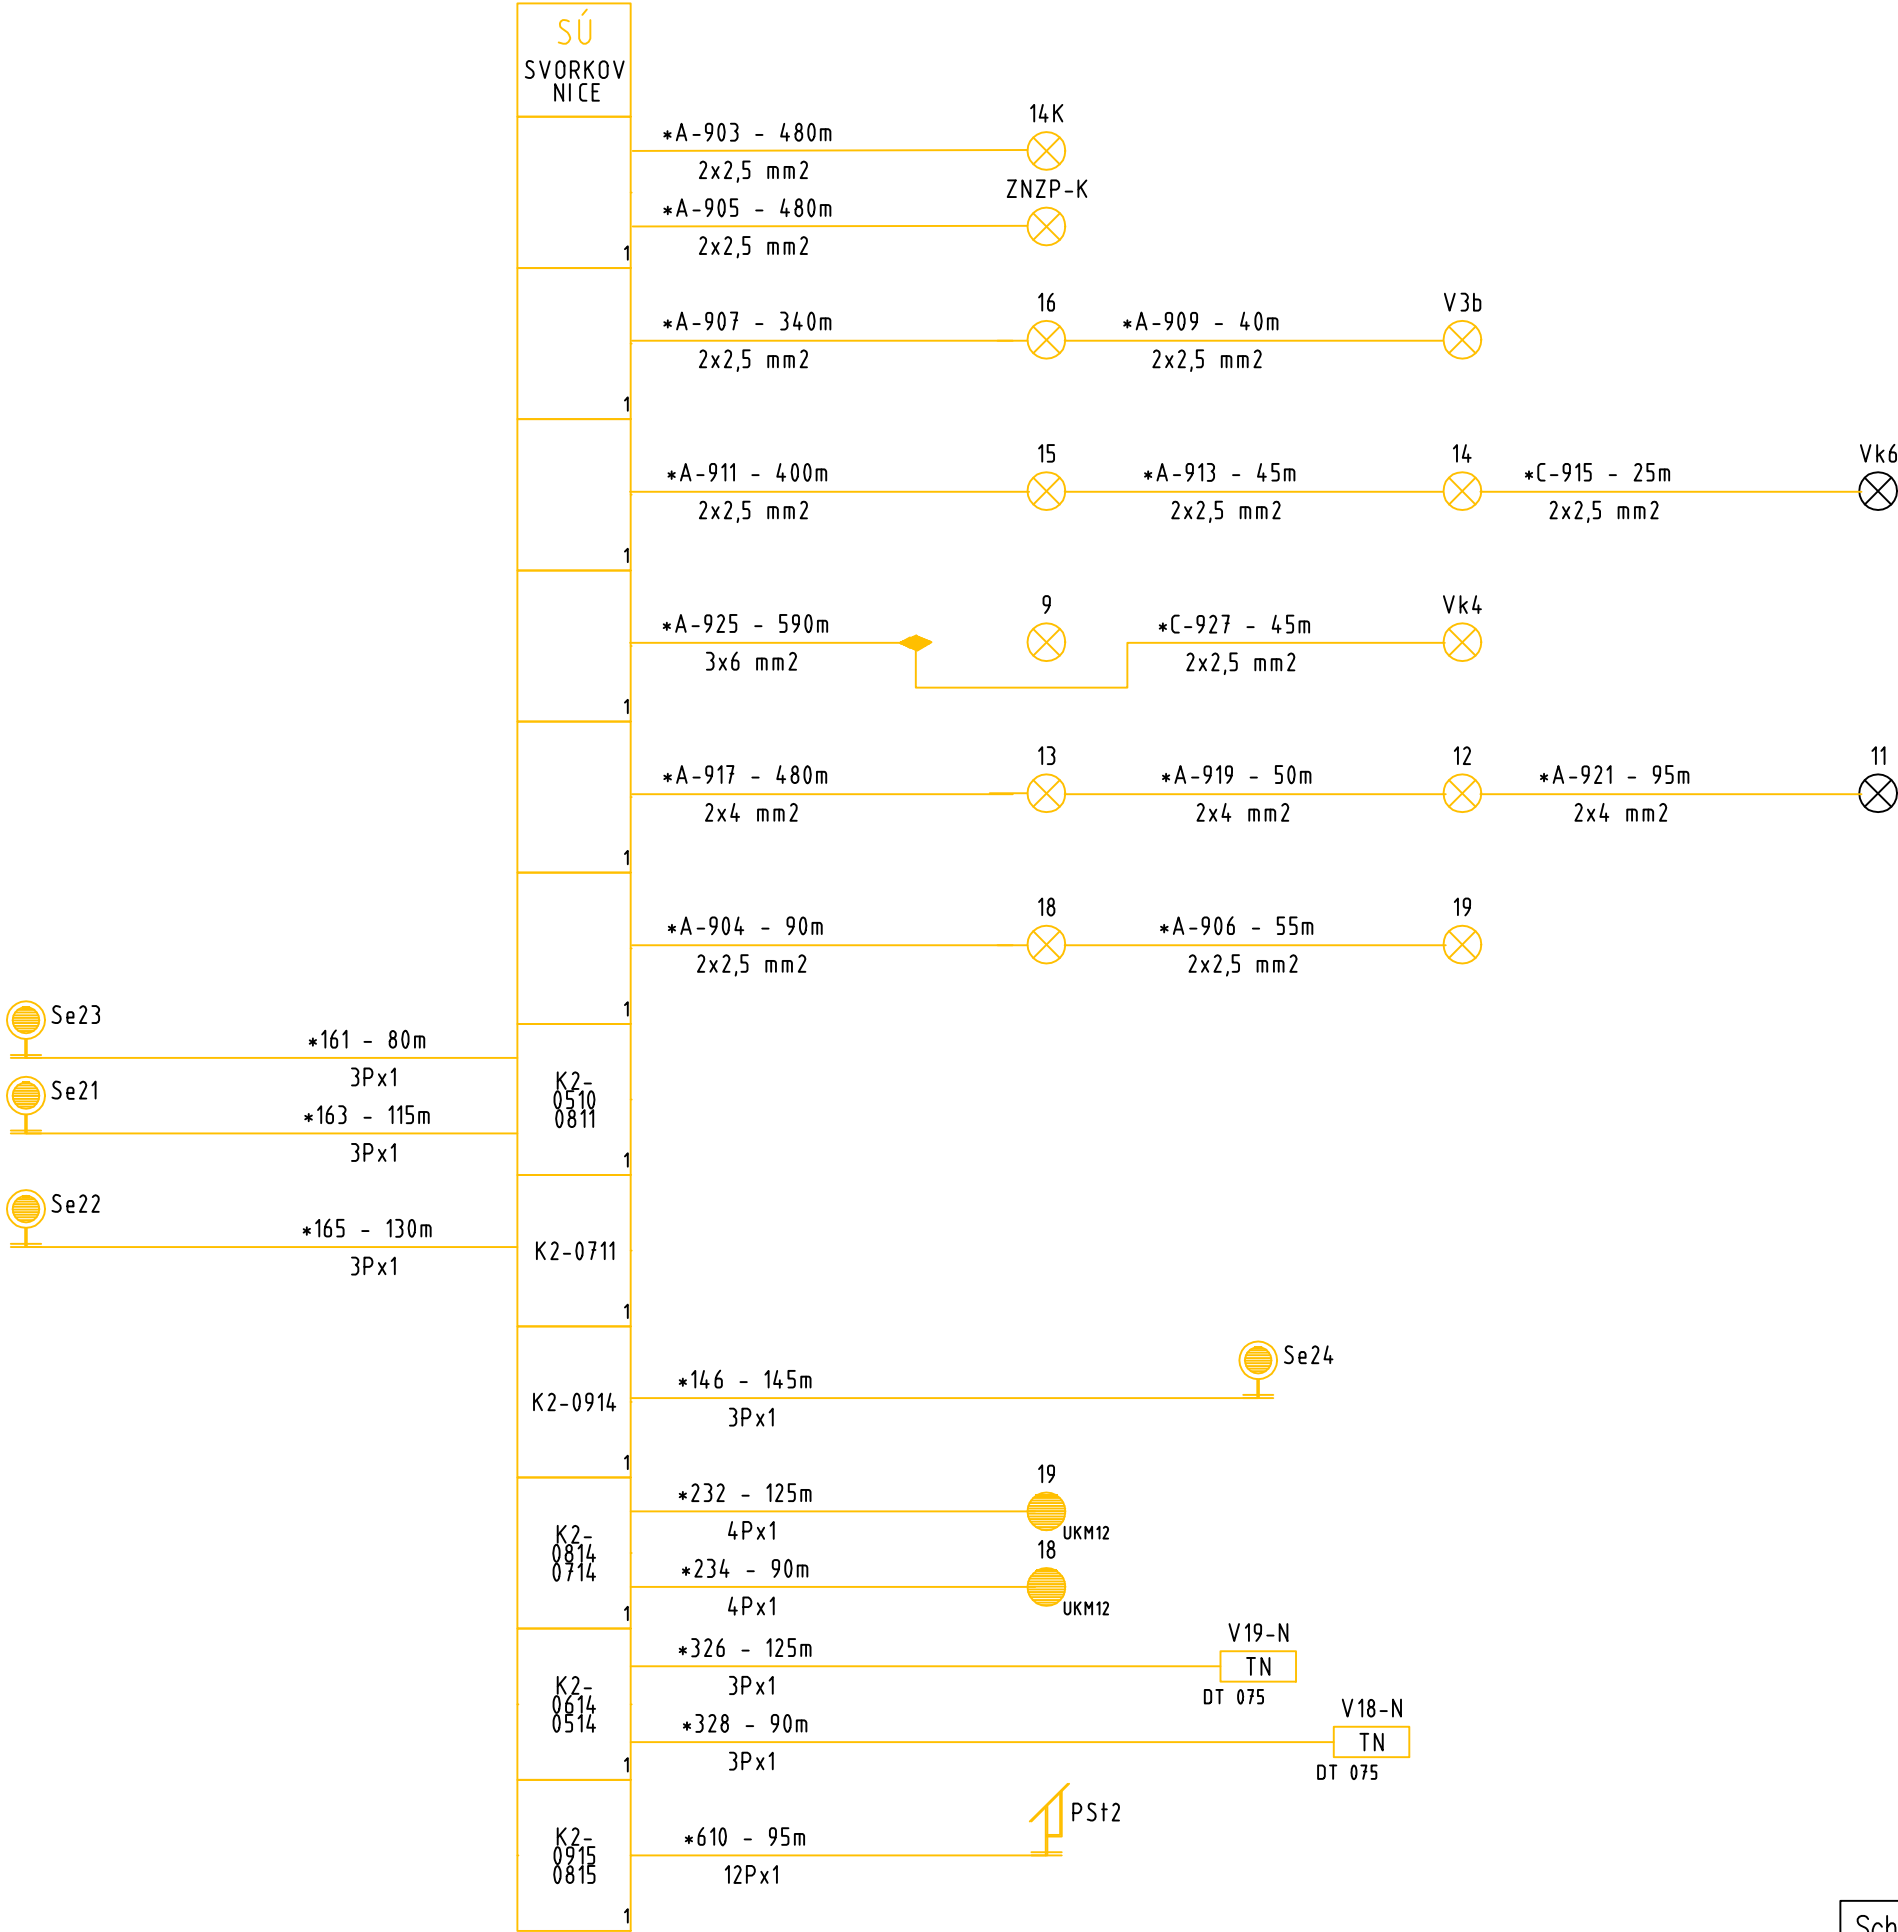 SÚ
SVORKOV
NICE
14K
*A-903 - 480m
2x2,5 mm2
ZNZP-K
*A-905 - 480m
2x2,5 mm2
1
16
V3b
*A-907 - 340m
*A-909 - 40m
2x2,5 mm2
2x2,5 mm2
1
15
14
Vk6
*A-911 - 400m
*A-913 - 45m
*C-915 - 25m
2x2,5 mm2
2x2,5 mm2
2x2,5 mm2
1
9
Vk4
*A-925 - 590m
*C-927 - 45m
3x6 mm2
2x2,5 mm2
1
13
12
11
*A-917 - 480m
*A-919 - 50m
*A-921 - 95m
2x4 mm2
2x4 mm2
2x4 mm2
1
18
19
*A-904 - 90m
*A-906 - 55m
2x2,5 mm2
2x2,5 mm2
1
Se23
*161 - 80m
3Px1
Se21
*163 - 115m
3Px1
K2-
0510
0811
1
Se22
*165 - 130m
3Px1
K2-0711
1
K2-0914
*146 - 145m
3Px1
Se24
1
K2-
0814
0714
19
*232 - 125m
4Px1
UKM12
18
*234 - 90m
4Px1
UKM12
1
K2-
0614
0514
V19-N
*326 - 125m
TN
3Px1
DT 075
V18-N
*328 - 90m
TN
3Px1
DT 075
1
K2-
0915
0815
PSt2
*610 - 95m
12Px1
1
Sch